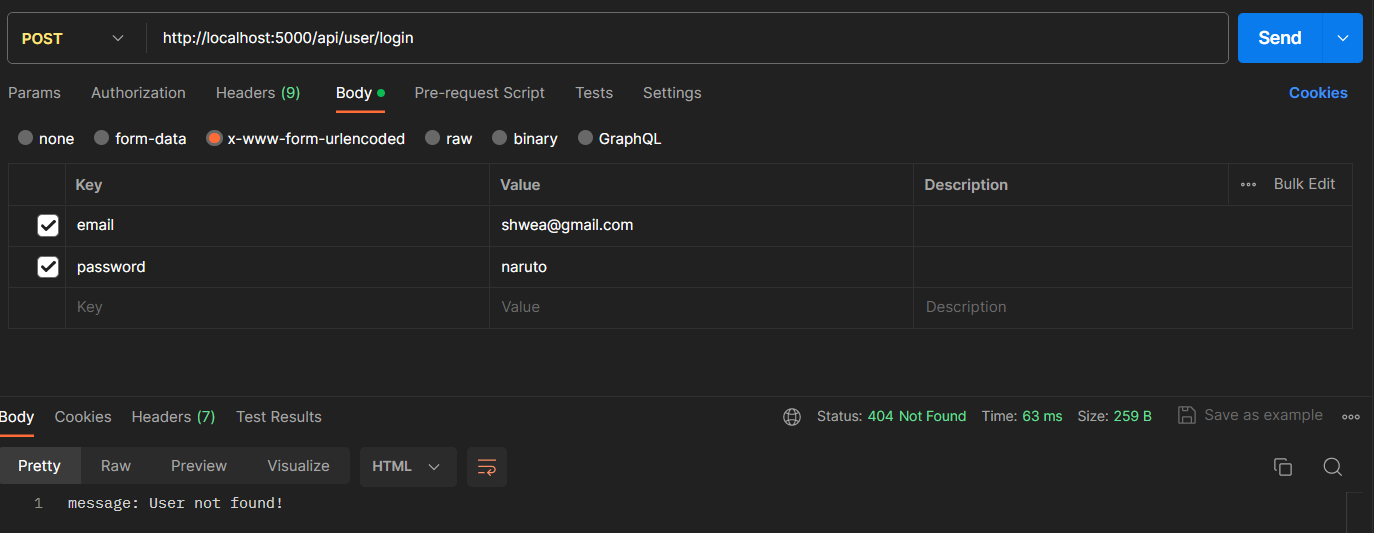 POST http://localhost:5000/api/user/login Send
Params Authorization Headers (9) Body Pre-request Script Tests Settings Cookies
none form-data x-www-form-urlencoded raw binary GraphQL
Key Value Description Bulk Edit
email shwea@gmail.com
password naruto
Key Value Description
Body Cookies Headers (7) Test Results Status: 404 Not Found Time: 63 ms Size: 259 B Save as example
Pretty Raw Preview Visualize HTML
1 message: User not found!